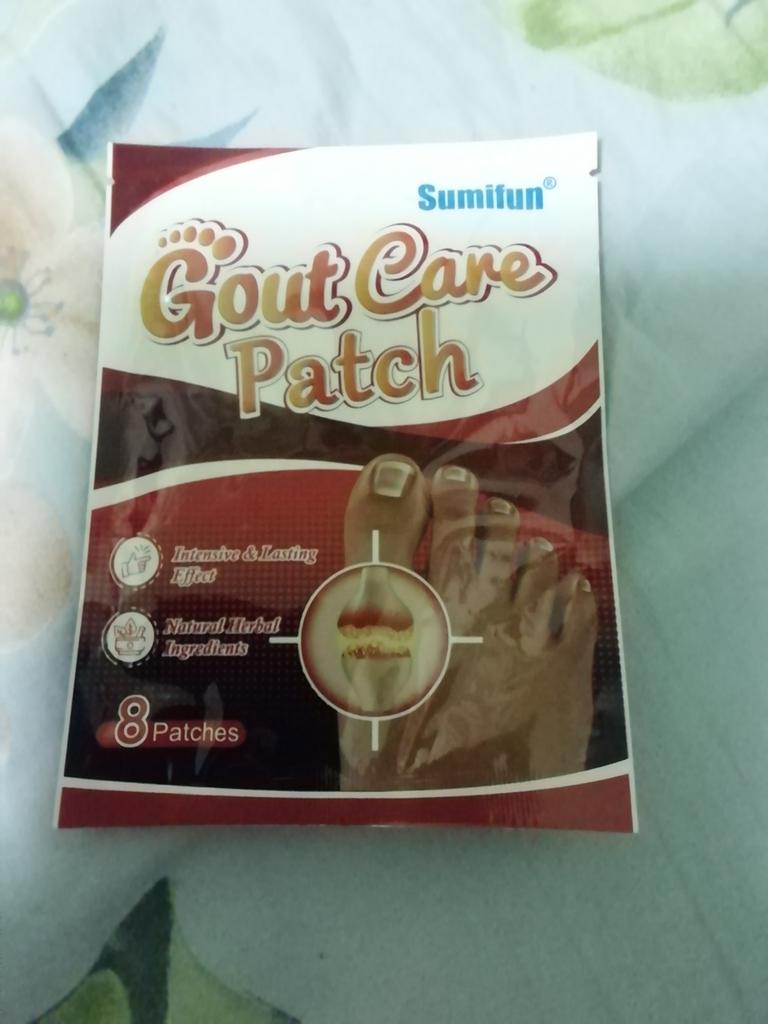 Sumifun®
Gout Care
Patch
Intensive & Lasting
Effect
Natural Herbal
Ingredients
8 Patches